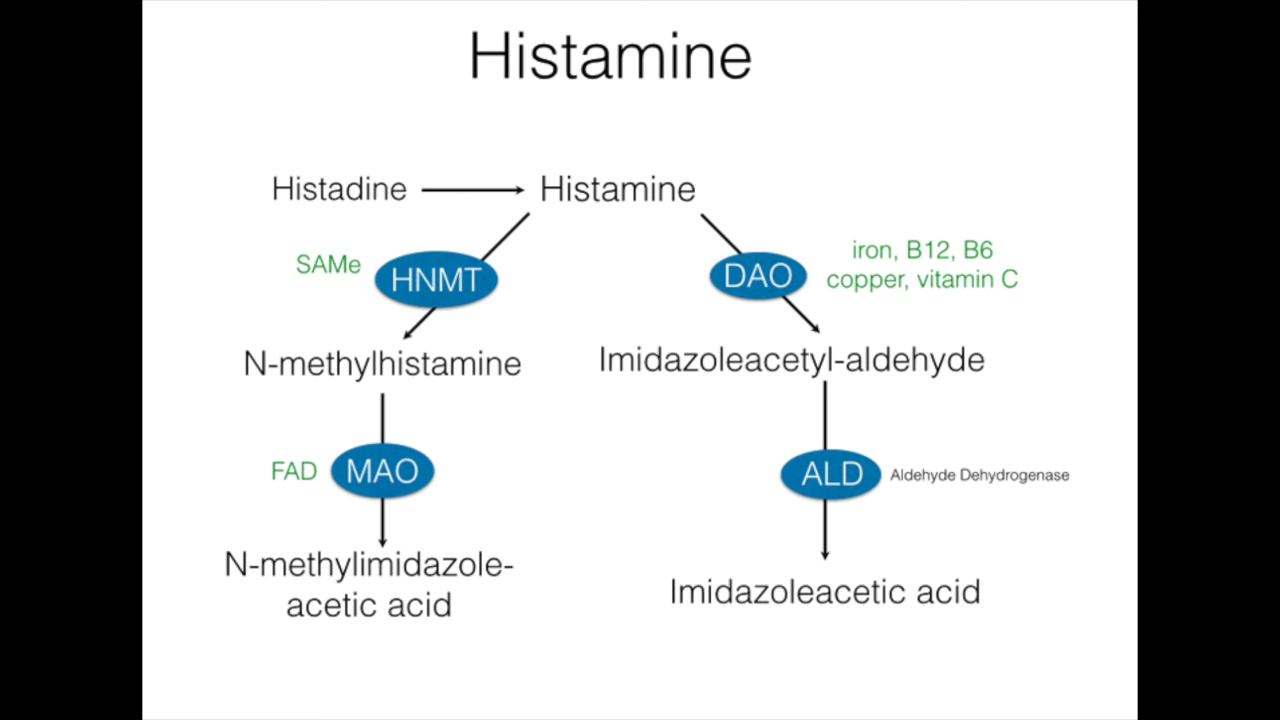 Histamine
Histadine
Histamine
SAMe
HNMT
DAO
iron, B12, B6
copper, vitamin C
N-methylhistamine
Imidazoleacetyl-aldehyde
FAD
MAO
ALD
Aldehyde Dehydrogenase
N-methylimidazole-
acetic acid
Imidazoleacetic acid